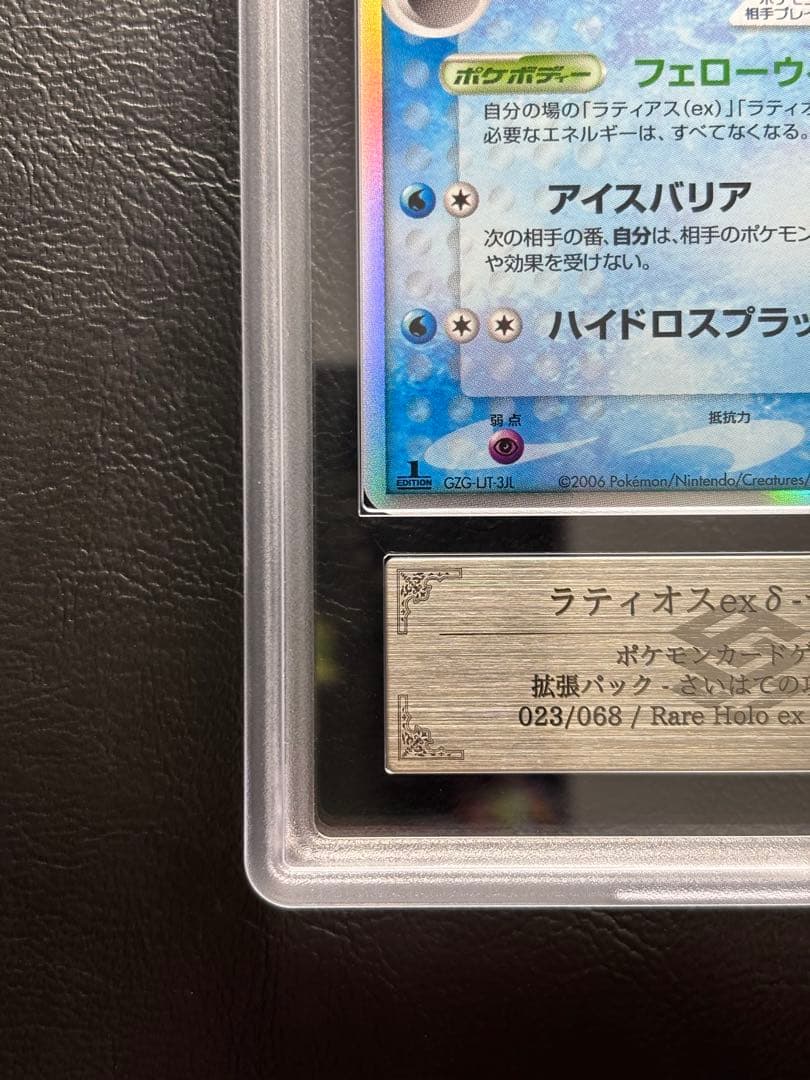 相手プレイ
ポケボディー フェローウィ
自分の場の「ラティアス(ex)」「ラティオ
必要なエネルギーは、すべてなくなる。
アイスバリア
次の相手の番、自分は、相手のポケモン
や効果を受けない。
ハイドロスプラッ
弱点 抵抗力
1 EDITION GZG-LJT-3JL ©2006 Pokémon/Nintendo/Creatures/
ラティオスex δ -
ポケモンカードゲ
拡張パック - さいはての
023/068 / Rare Holo ex